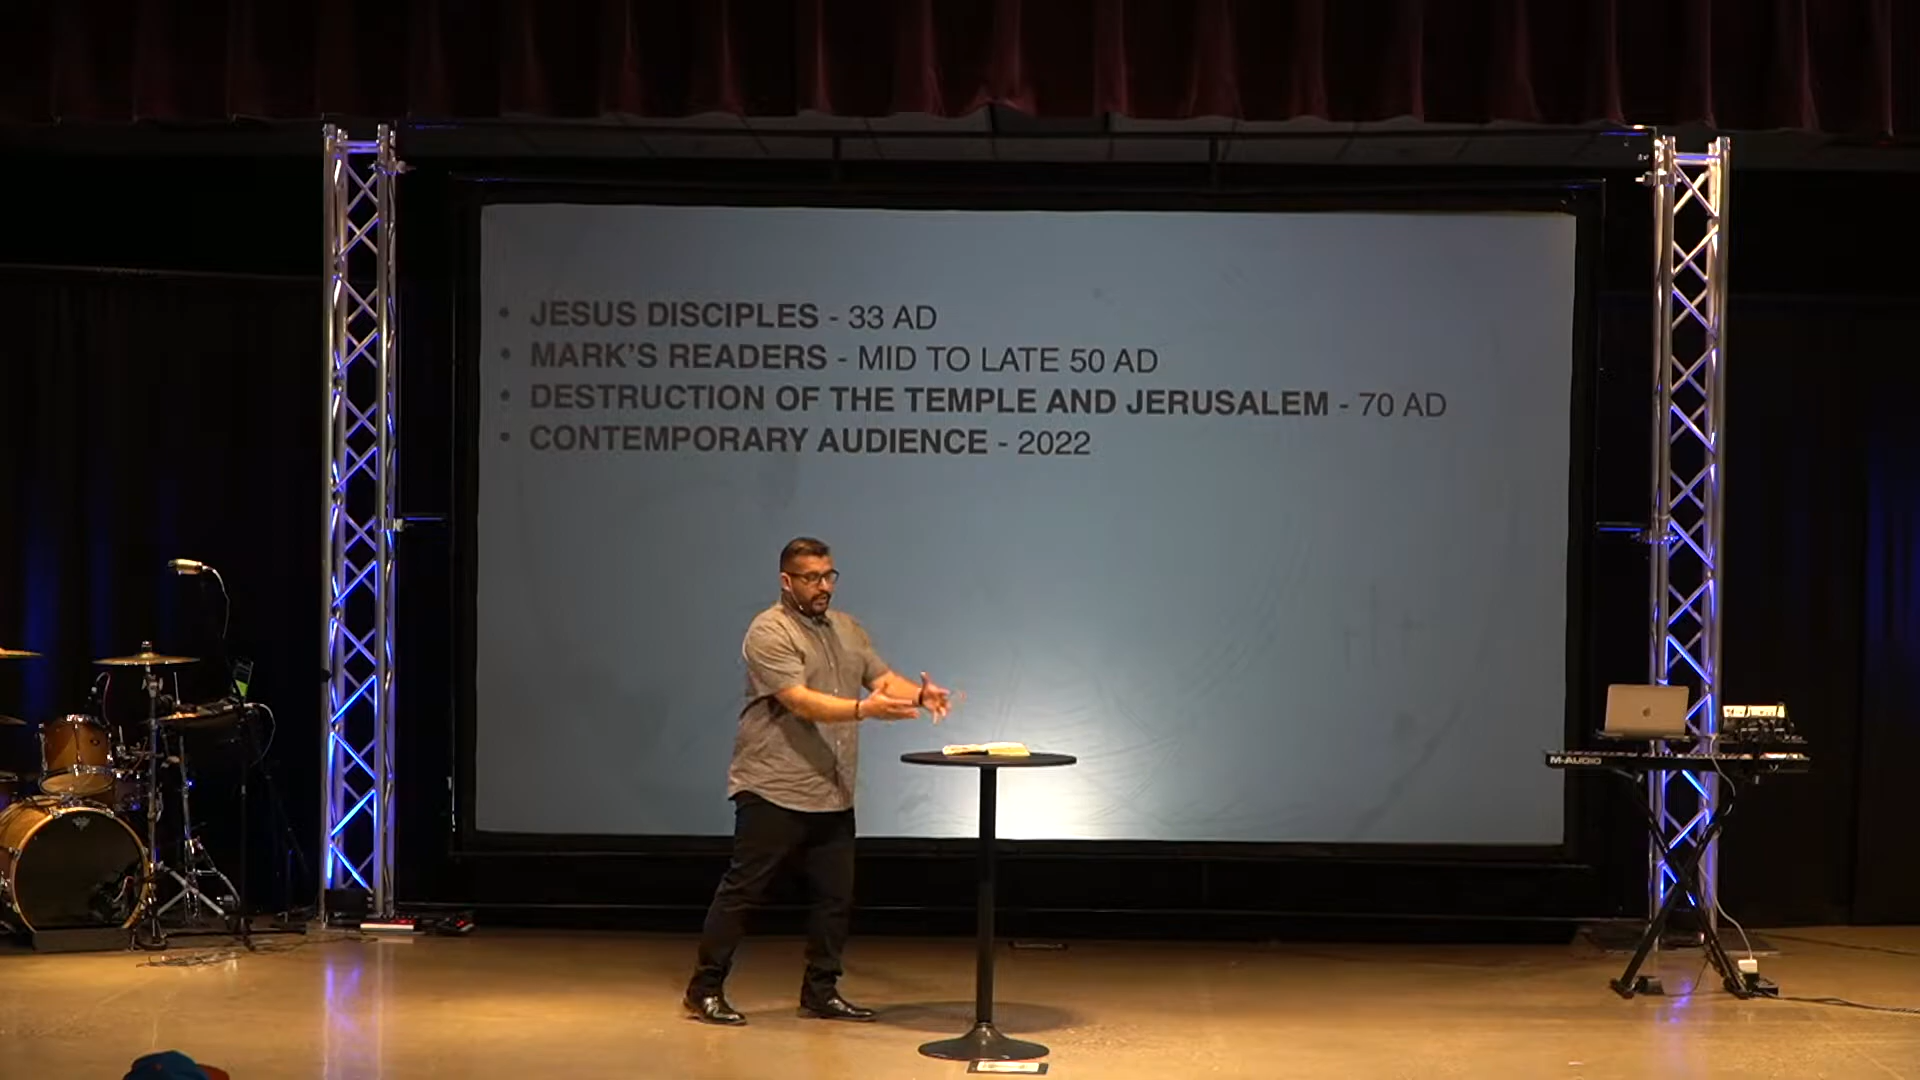 • JESUS DISCIPLES - 33 AD
• MARK'S READERS - MID TO LATE 50 AD
• DESTRUCTION OF THE TEMPLE AND JERUSALEM - 70 AD
• CONTEMPORARY AUDIENCE - 2022
M-AUDIO